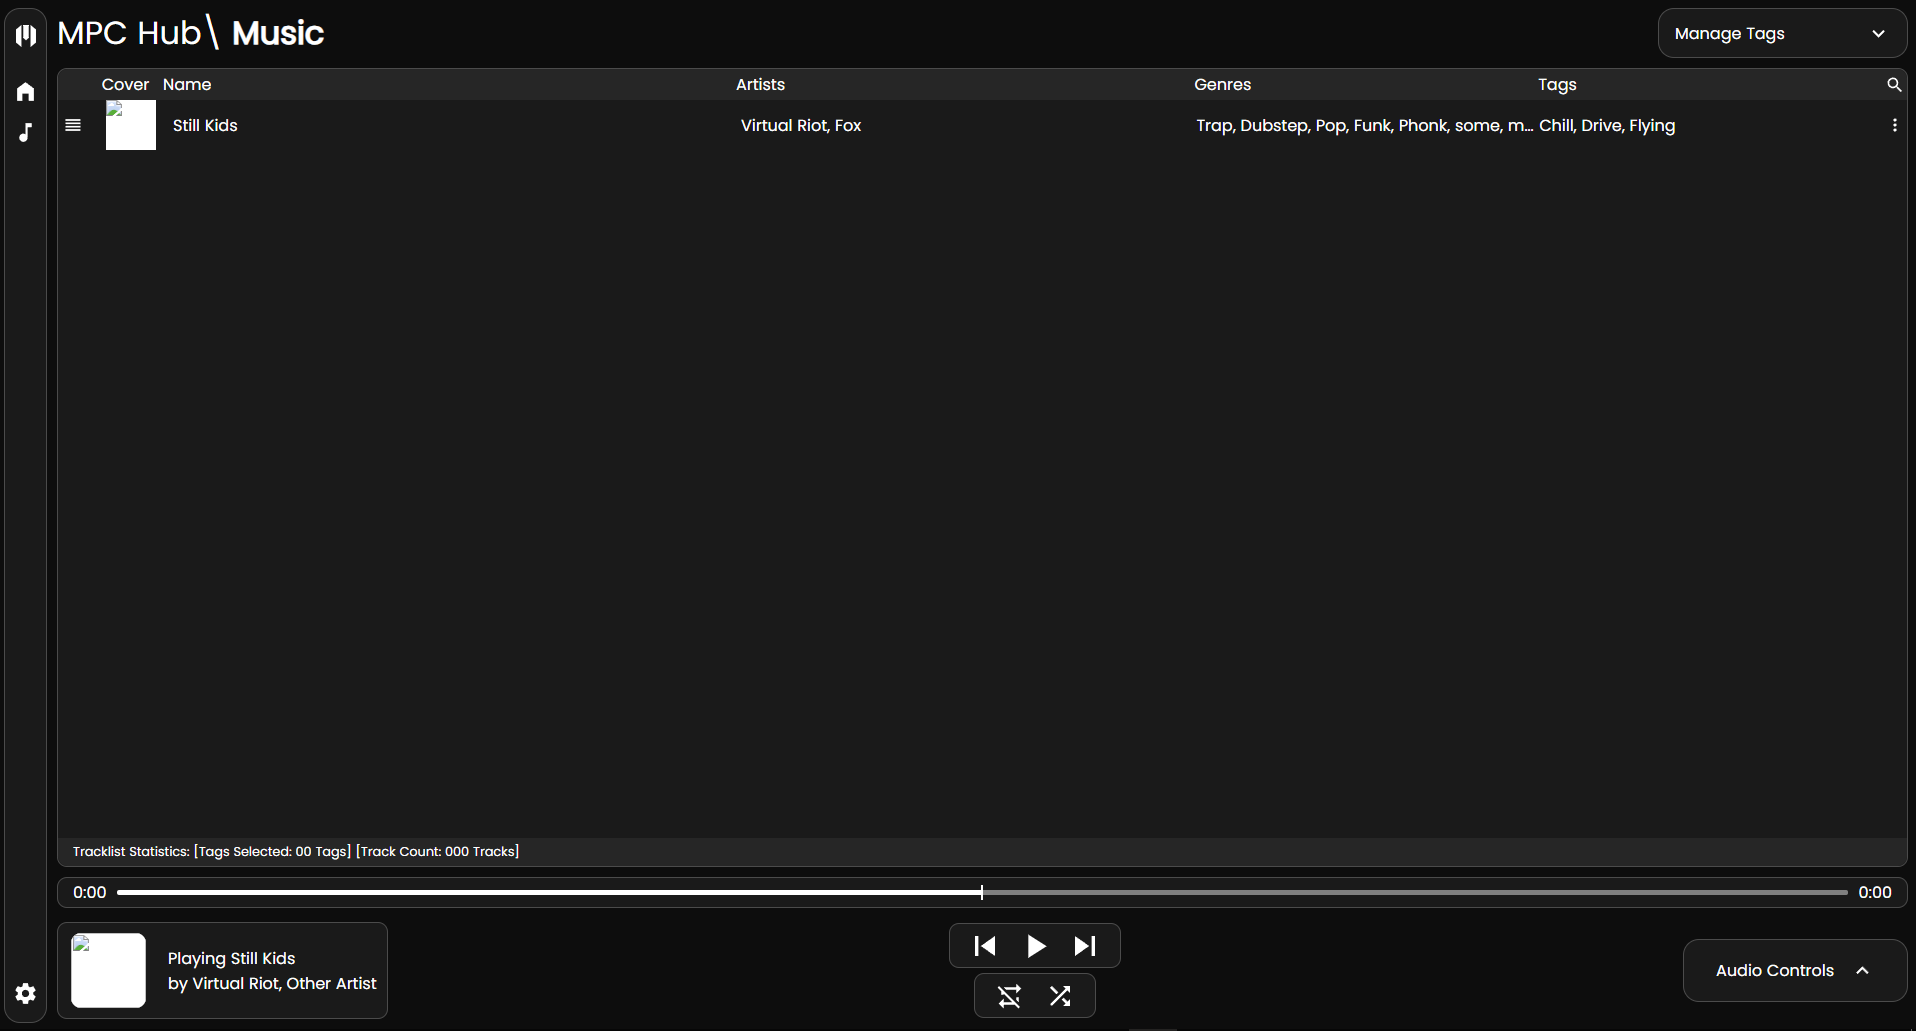 MPC Hub\ Music
Manage Tags
Cover Name Artists Genres Tags
Still Kids Virtual Riot, Fox Trap, Dubstep, Pop, Funk, Phonk, some, m... Chill, Drive, Flying
Tracklist Statistics: [Tags Selected: 00 Tags] [Track Count: 000 Tracks]
0:00 0:00
Playing Still Kids
by Virtual Riot, Other Artist
Audio Controls